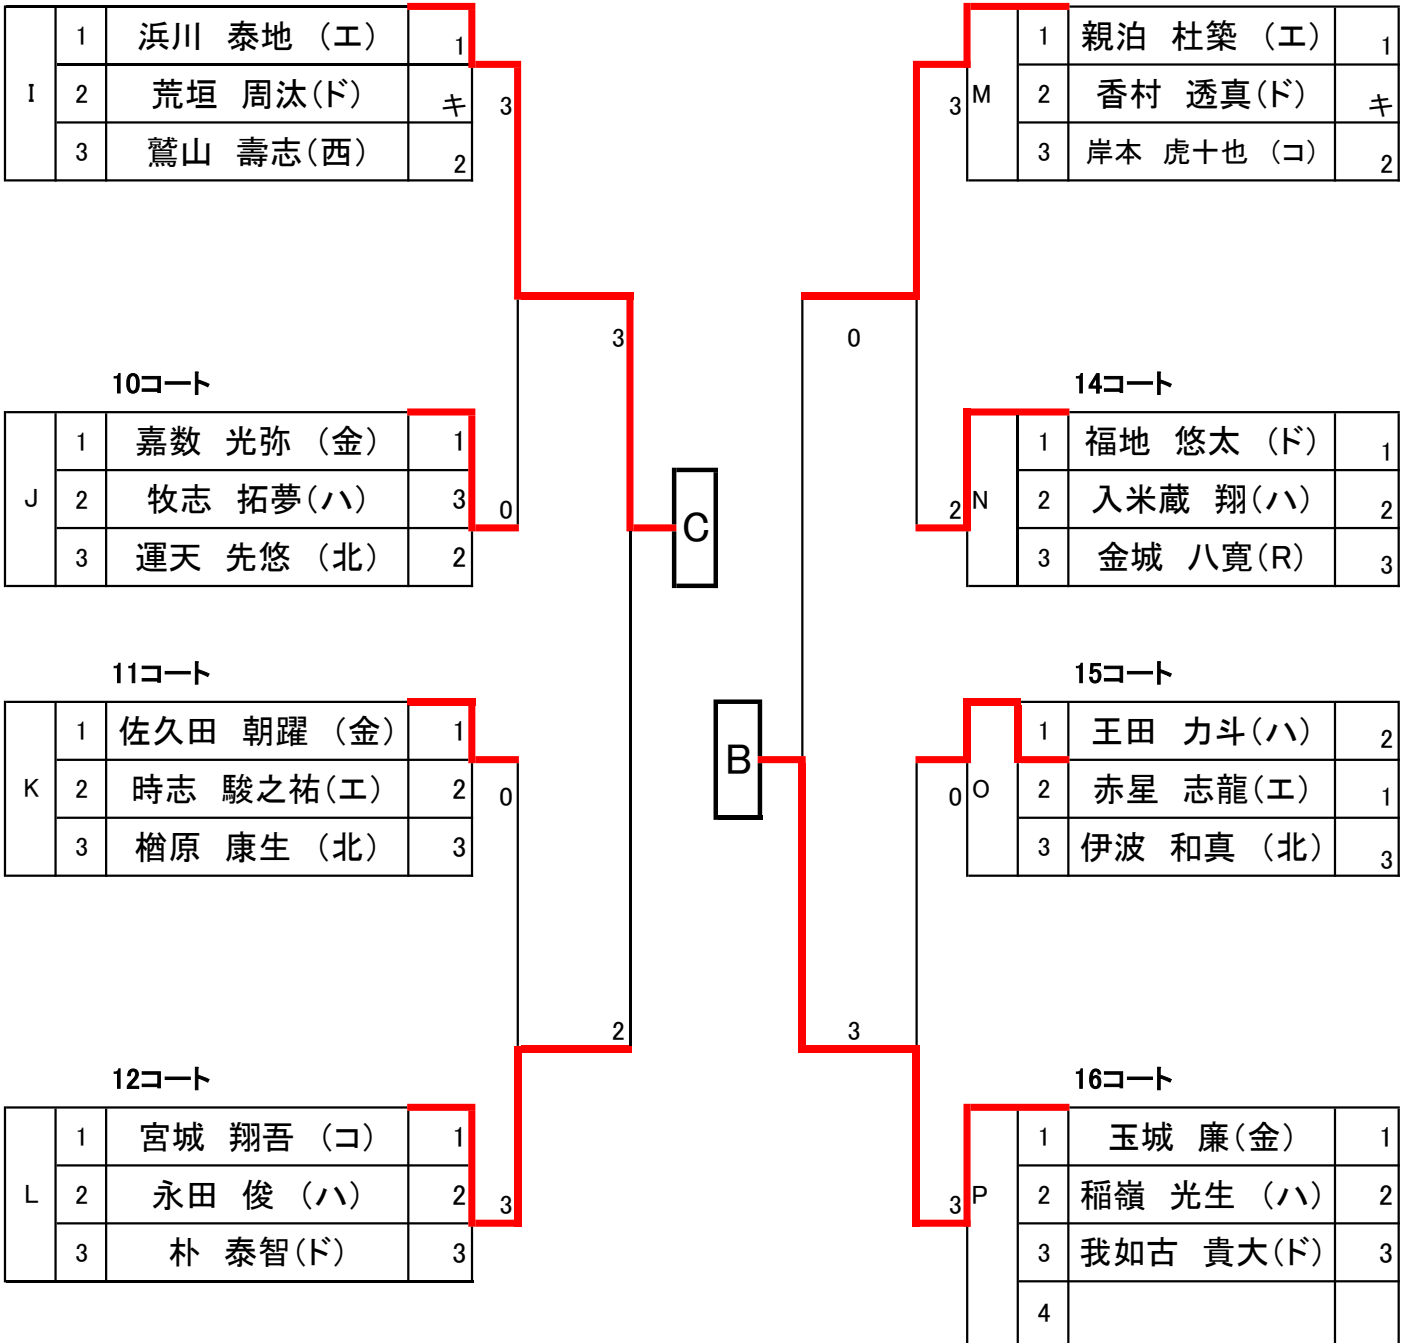 I
1 浜川 泰地 (エ) 1
2 荒垣 周汰(ド) キ
3 鷲山 壽志(西) 2
3
3
10コート
J
1 嘉数 光弥 (金) 1
2 牧志 拓夢(ハ) 3
3 運天 先悠 (北) 2
0
C
11コート
K
1 佐久田 朝躍 (金) 1
2 時志 駿之祐(エ) 2
3 楢原 康生 (北) 3
0
2
12コート
L
1 宮城 翔吾 (コ) 1
2 永田 俊 (ハ) 2
3 朴 泰智(ド) 3
3
M
1 親泊 杜築 (エ) 1
2 香村 透真(ド) キ
3 岸本 虎十也 (コ) 2
3
0
14コート
N
1 福地 悠太 (ド) 1
2 入米蔵 翔(ハ) 2
3 金城 八寛(R) 3
2
B
15コート
O
1 王田 力斗(ハ) 2
2 赤星 志龍(エ) 1
3 伊波 和真 (北) 3
0
3
16コート
P
1 玉城 廉(金) 1
2 稲嶺 光生 (ハ) 2
3 我如古 貴大(ド) 3
4
3